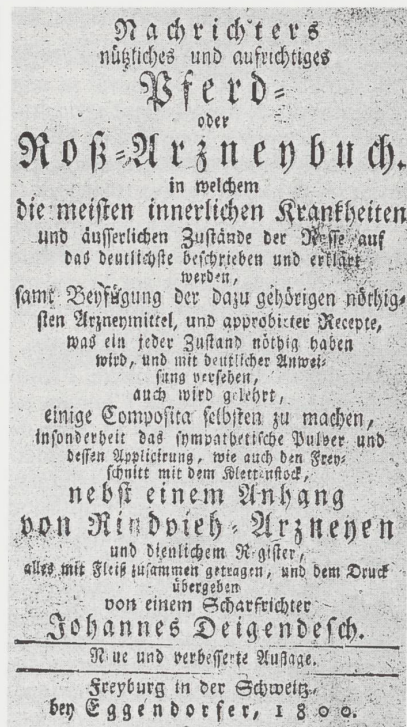 Nachrichters
nützliches und aufrichtiges
Pferd=
oder
Roß=Arzneybuch.
in welchem
die meisten innerlichen Krankheiten
und äusserlichen Zustände der Rosse auf
das deutlichste beschrieben und erklärt
werden,
samt Beyfügung der dazu gehörigen nöthig=
sten Arzneymittel, und approbirter Recepte,
was ein jeder Zustand nöthig haben
wird, und mit deutlicher Anwei=
sung versehen,
auch wird gelehrt,
einige Composita selbsten zu machen,
insonderheit das sympathetische Pulver und
dessen Applicirung, wie auch den Frey=
schnitt mit dem Klettenstock,
nebst einem Anhang
von Rindvieh=Arzneyen
und dienlichem Register,
alles mit Fleiß zusammen getragen, und dem Druck
übergeben
von einem Scharfrichter
Johannes Deigendesch.
Neue und verbesserte Auflage.
Freyburg in der Schweitz,
bey Eggendorfer, 1800.